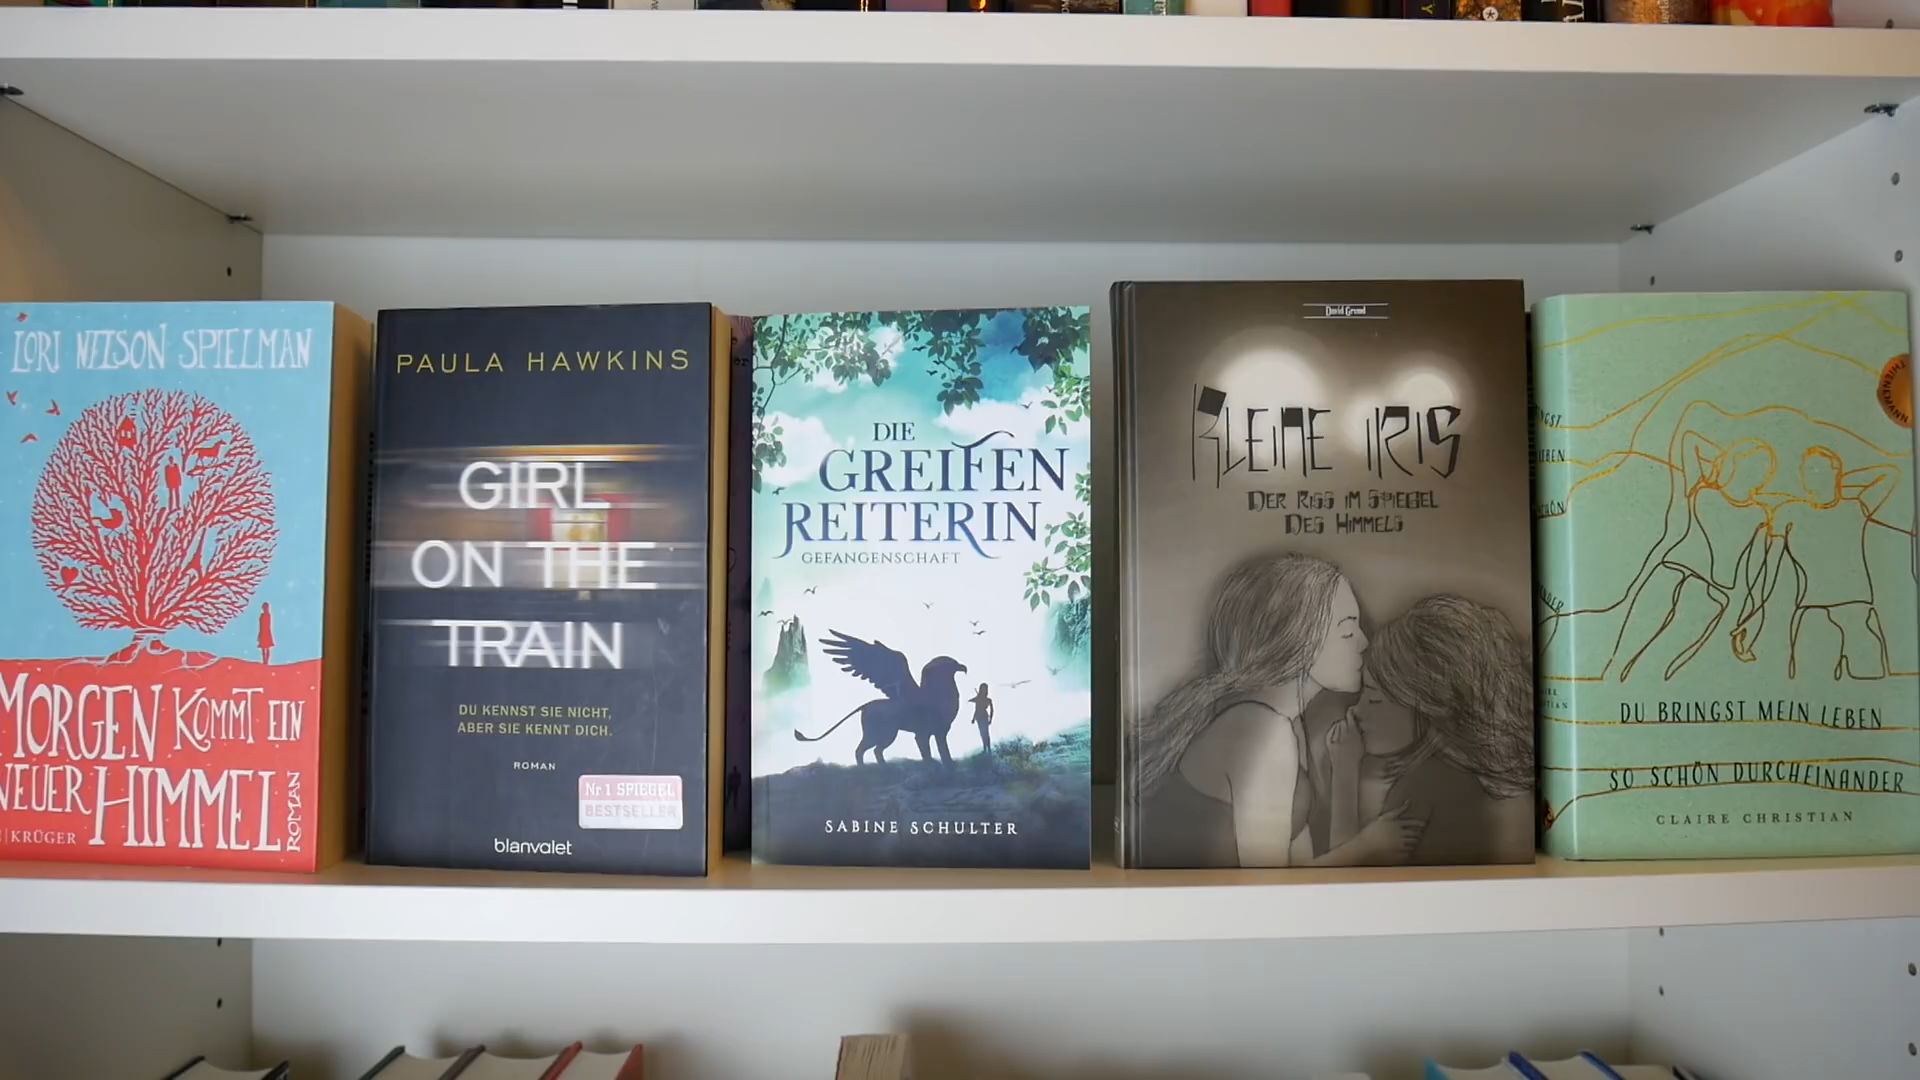 LORI NELSON SPIELMAN
MORGEN KOMMT EIN
NEUER HIMMEL
ROMAN
KRÜGER
PAULA HAWKINS
GIRL
ON THE
TRAIN
DU KENNST SIE NICHT,
ABER SIE KENNT DICH.
ROMAN
Nr 1 SPIEGEL
BESTSELLER
blanvalet
DIE
GREIFEN
REITERIN
GEFANGENSCHAFT
SABINE SCHULTER
David Grund
KLEINE IRIS
DER RISS IM SPIEGEL
DES HIMMELS
THIENEMANN
DU BRINGST MEIN LEBEN
SO SCHÖN DURCHEINANDER
CLAIRE CHRISTIAN